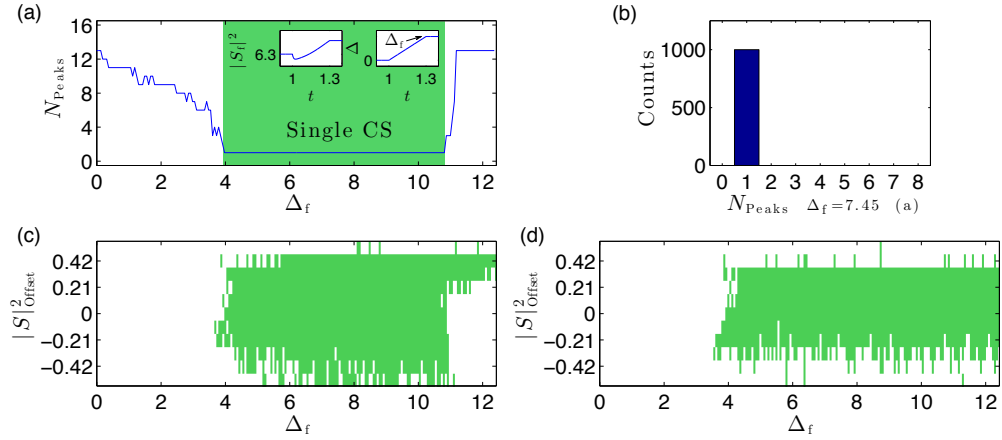 (a)
16
12
8
4
0
N_Peaks
0 2 4 6 8 10 12
Δ_f
Single CS
|S_f|^2
6.3
1 1.3
t
Δ
Δ_f
0
1 1.3
t
(b)
1000
500
0
Counts
0 1 2 3 4 5 6 7 8
N_Peaks Δ_f=7.45 (a)
(c)
0.42
0.21
0
−0.21
−0.42
|S|^2_Offset
0 2 4 6 8 10 12
Δ_f
(d)
0.42
0.21
0
−0.21
−0.42
|S|^2_Offset
0 2 4 6 8 10 12
Δ_f